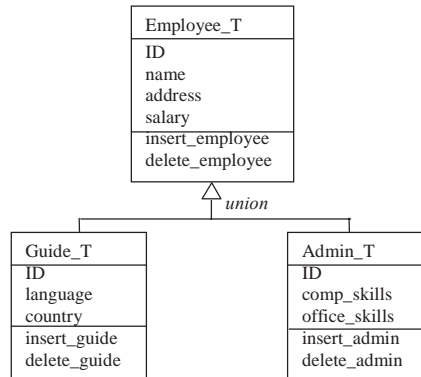 Employee_T
ID
name
address
salary
insert_employee
delete_employee
union
Guide_T
ID
language
country
insert_guide
delete_guide
Admin_T
ID
comp_skills
office_skills
insert_admin
delete_admin